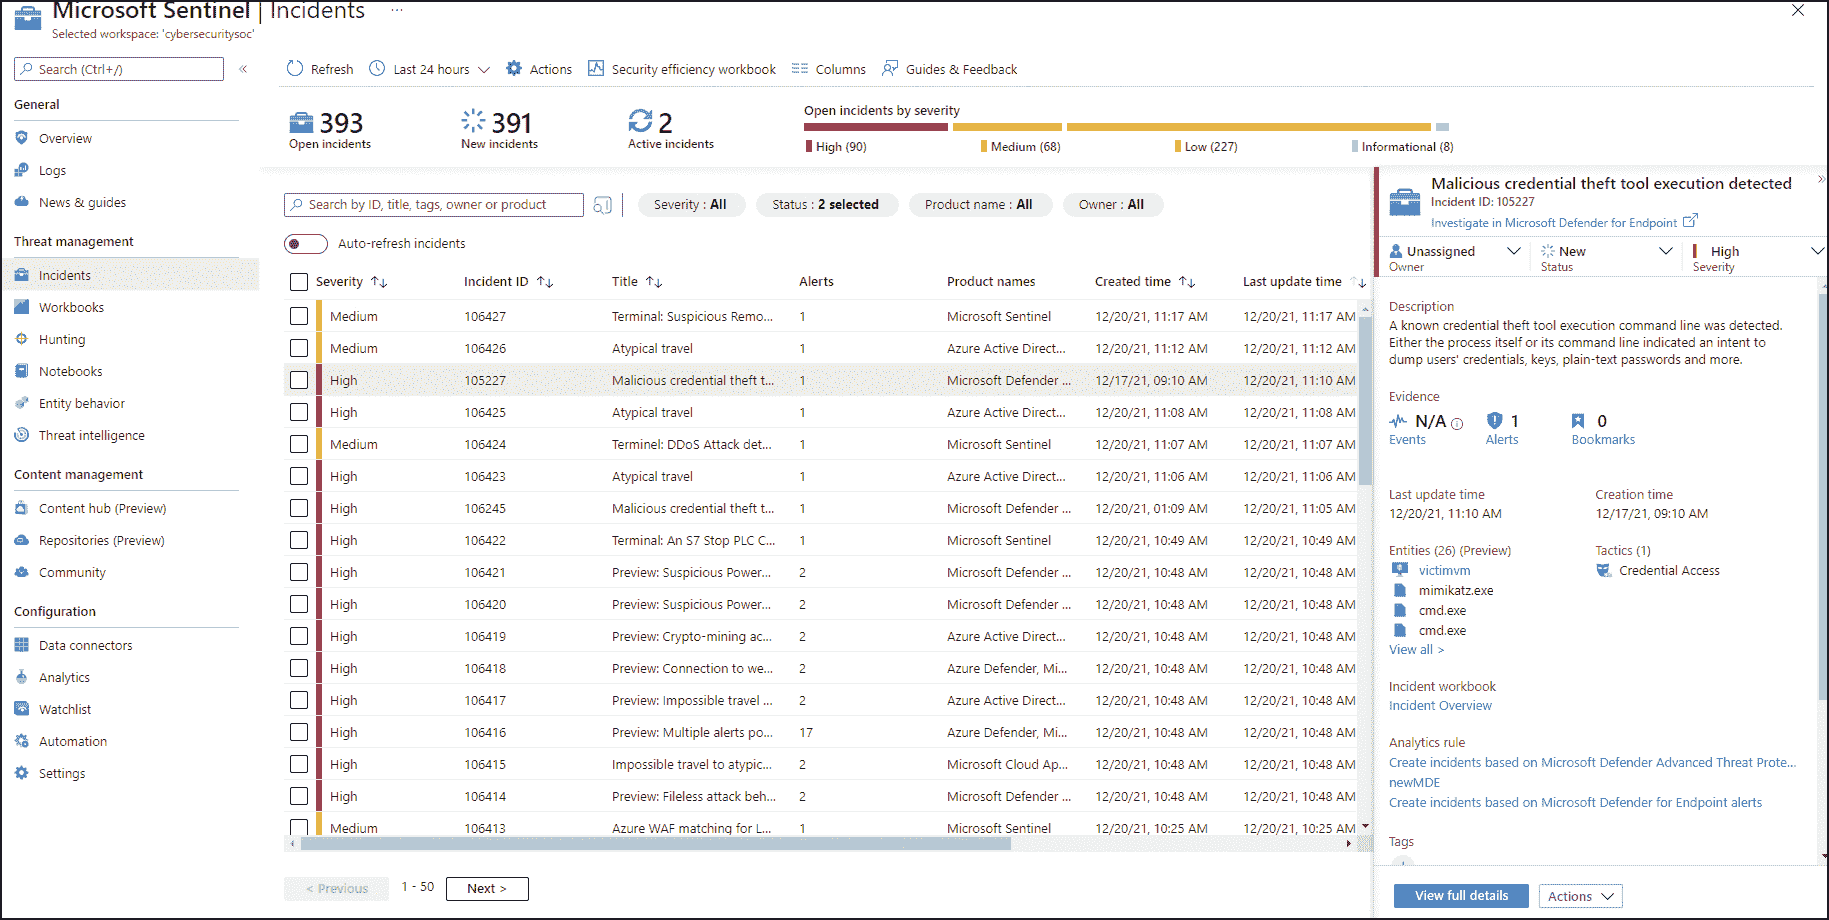 Microsoft Sentinel | Incidents ...
Selected workspace: 'cybersecuritysoc'
Search (Ctrl+/) «
General
Overview
Logs
News & guides
Threat management
Incidents
Workbooks
Hunting
Notebooks
Entity behavior
Threat intelligence
Content management
Content hub (Preview)
Repositories (Preview)
Community
Configuration
Data connectors
Analytics
Watchlist
Automation
Settings
Refresh Last 24 hours Actions Security efficiency workbook Columns Guides & Feedback
393 391 2
Open incidents New incidents Active incidents
Open incidents by severity
High (90) Medium (68) Low (227) Informational (8)
Search by ID, title, tags, owner or product Severity : All Status : 2 selected Product name : All Owner : All
Auto-refresh incidents
Severity Incident ID Title Alerts Product names Created time Last update time
Medium 106427 Terminal: Suspicious Remo... 1 Microsoft Sentinel 12/20/21, 11:17 AM 12/20/21, 11:17 AM
Medium 106426 Atypical travel 1 Azure Active Direct... 12/20/21, 11:12 AM 12/20/21, 11:12 AM
High 105227 Malicious credential theft t... 1 Microsoft Defender ... 12/17/21, 09:10 AM 12/20/21, 11:10 AM
High 106425 Atypical travel 1 Azure Active Direct... 12/20/21, 11:08 AM 12/20/21, 11:08 AM
Medium 106424 Terminal: DDoS Attack det... 1 Microsoft Sentinel 12/20/21, 11:07 AM 12/20/21, 11:07 AM
High 106423 Atypical travel 1 Azure Active Direct... 12/20/21, 11:06 AM 12/20/21, 11:06 AM
High 106245 Malicious credential theft t... 1 Microsoft Defender ... 12/20/21, 01:09 AM 12/20/21, 11:05 AM
High 106422 Terminal: An S7 Stop PLC C... 1 Microsoft Sentinel 12/20/21, 10:49 AM 12/20/21, 10:49 AM
High 106421 Preview: Suspicious Power... 2 Microsoft Defender ... 12/20/21, 10:48 AM 12/20/21, 10:48 AM
High 106420 Preview: Suspicious Power... 2 Microsoft Defender ... 12/20/21, 10:48 AM 12/20/21, 10:48 AM
High 106419 Preview: Crypto-mining ac... 2 Azure Active Direct... 12/20/21, 10:48 AM 12/20/21, 10:48 AM
High 106418 Preview: Connection to we... 2 Azure Defender, Mi... 12/20/21, 10:48 AM 12/20/21, 10:48 AM
High 106417 Preview: Impossible travel ... 2 Azure Active Direct... 12/20/21, 10:48 AM 12/20/21, 10:48 AM
High 106416 Preview: Multiple alerts po... 17 Azure Defender, Mi... 12/20/21, 10:48 AM 12/20/21, 10:48 AM
High 106415 Impossible travel to atypic... 2 Microsoft Cloud Ap... 12/20/21, 10:48 AM 12/20/21, 10:48 AM
High 106414 Preview: Fileless attack beh... 2 Microsoft Defender ... 12/20/21, 10:48 AM 12/20/21, 10:48 AM
Medium 106413 Azure WAF matching for L... 1 Microsoft Sentinel 12/20/21, 10:25 AM 12/20/21, 10:25 AM
< Previous 1 - 50 Next >
Malicious credential theft tool execution detected »
Incident ID: 105227
Investigate in Microsoft Defender for Endpoint
Unassigned New High
Owner Status Severity
Description
A known credential theft tool execution command line was detected.
Either the process itself or its command line indicated an intent to
dump users' credentials, keys, plain-text passwords and more.
Evidence
N/A 1 0
Events Alerts Bookmarks
Last update time Creation time
12/20/21, 11:10 AM 12/17/21, 09:10 AM
Entities (26) (Preview) Tactics (1)
victimvm Credential Access
mimikatz.exe
cmd.exe
cmd.exe
View all >
Incident workbook
Incident Overview
Analytics rule
Create incidents based on Microsoft Defender Advanced Threat Prote...
newMDE
Create incidents based on Microsoft Defender for Endpoint alerts
Tags
View full details Actions